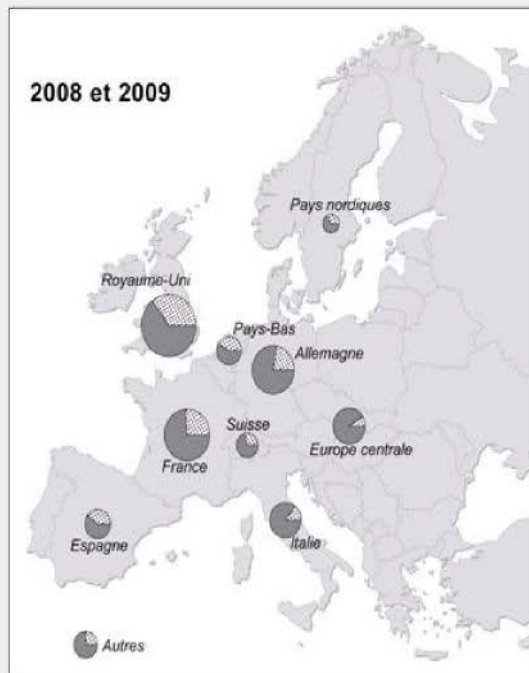 2008 et 2009
Pays nordiques
Royaume-Uni
Pays-Bas
Allemagne
Suisse
France
Europe centrale
Espagne
Italie
Autres